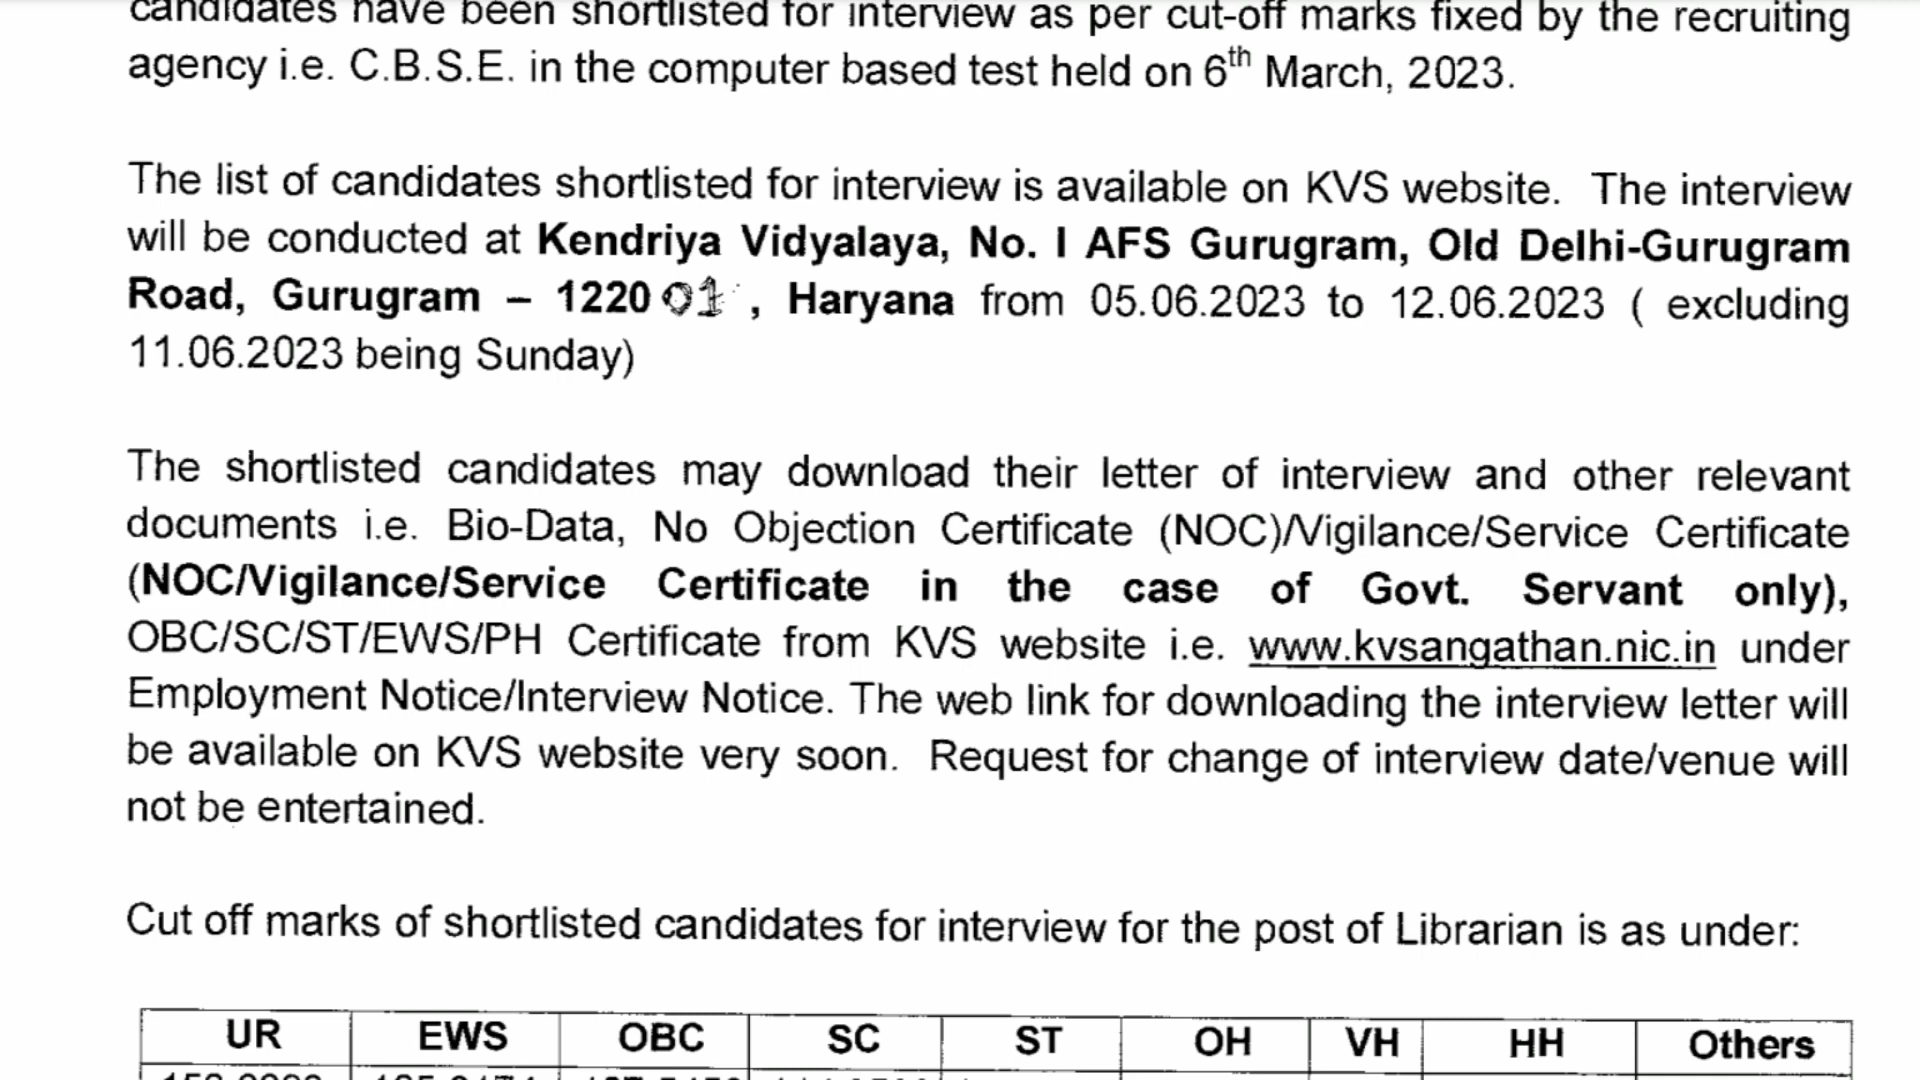 candidates have been shortlisted for interview as per cut-off marks fixed by the recruiting
agency i.e. C.B.S.E. in the computer based test held on 6th March, 2023.
The list of candidates shortlisted for interview is available on KVS website. The interview
will be conducted at Kendriya Vidyalaya, No. I AFS Gurugram, Old Delhi-Gurugram
Road, Gurugram – 122001 , Haryana from 05.06.2023 to 12.06.2023 ( excluding
11.06.2023 being Sunday)
The shortlisted candidates may download their letter of interview and other relevant
documents i.e. Bio-Data, No Objection Certificate (NOC)/Vigilance/Service Certificate
(NOC/Vigilance/Service Certificate in the case of Govt. Servant only),
OBC/SC/ST/EWS/PH Certificate from KVS website i.e. www.kvsangathan.nic.in under
Employment Notice/Interview Notice. The web link for downloading the interview letter will
be available on KVS website very soon. Request for change of interview date/venue will
not be entertained.
Cut off marks of shortlisted candidates for interview for the post of Librarian is as under:
UR EWS OBC SC ST OH VH HH Others